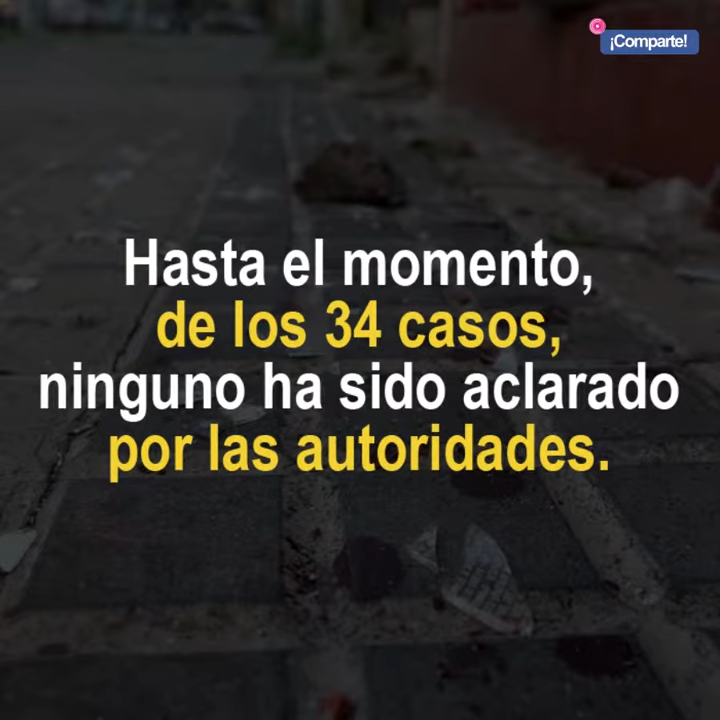 ¡Comparte!
Hasta el momento,
de los 34 casos,
ninguno ha sido aclarado
por las autoridades.